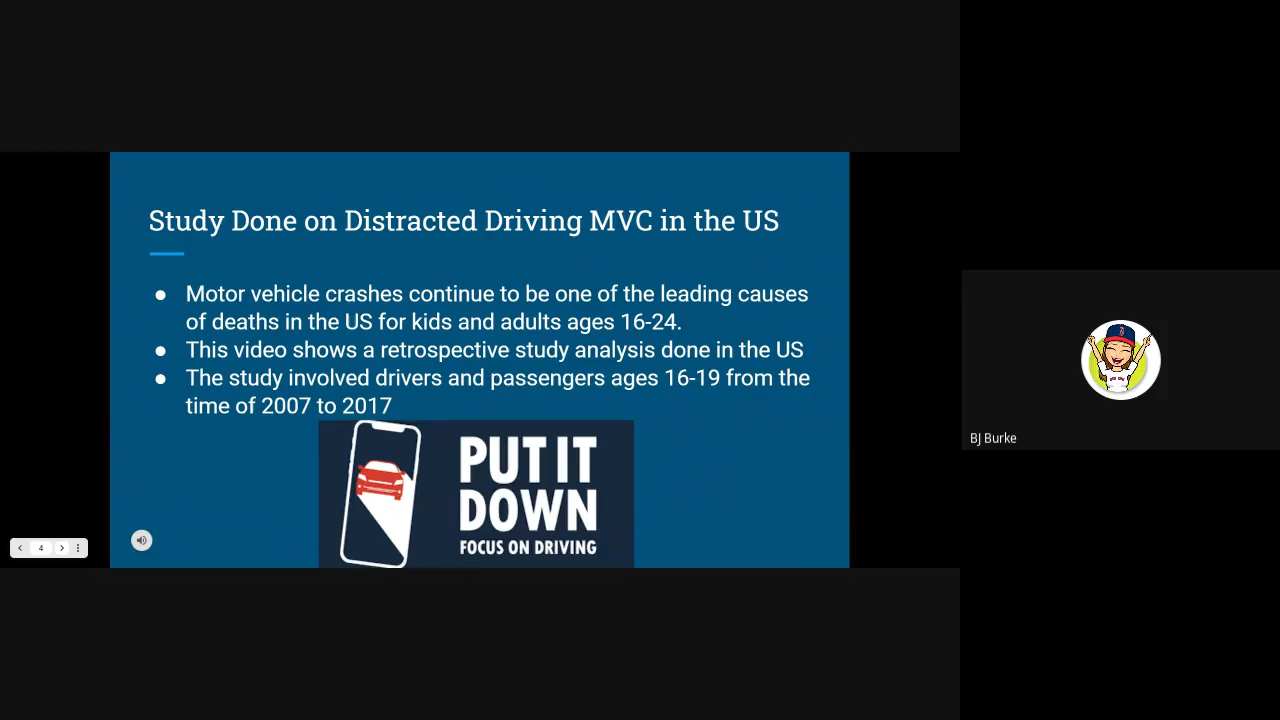 Study Done on Distracted Driving MVC in the US
● Motor vehicle crashes continue to be one of the leading causes
of deaths in the US for kids and adults ages 16-24.
● This video shows a retrospective study analysis done in the US
● The study involved drivers and passengers ages 16-19 from the
time of 2007 to 2017
PUT IT
DOWN
FOCUS ON DRIVING
4
BJ Burke